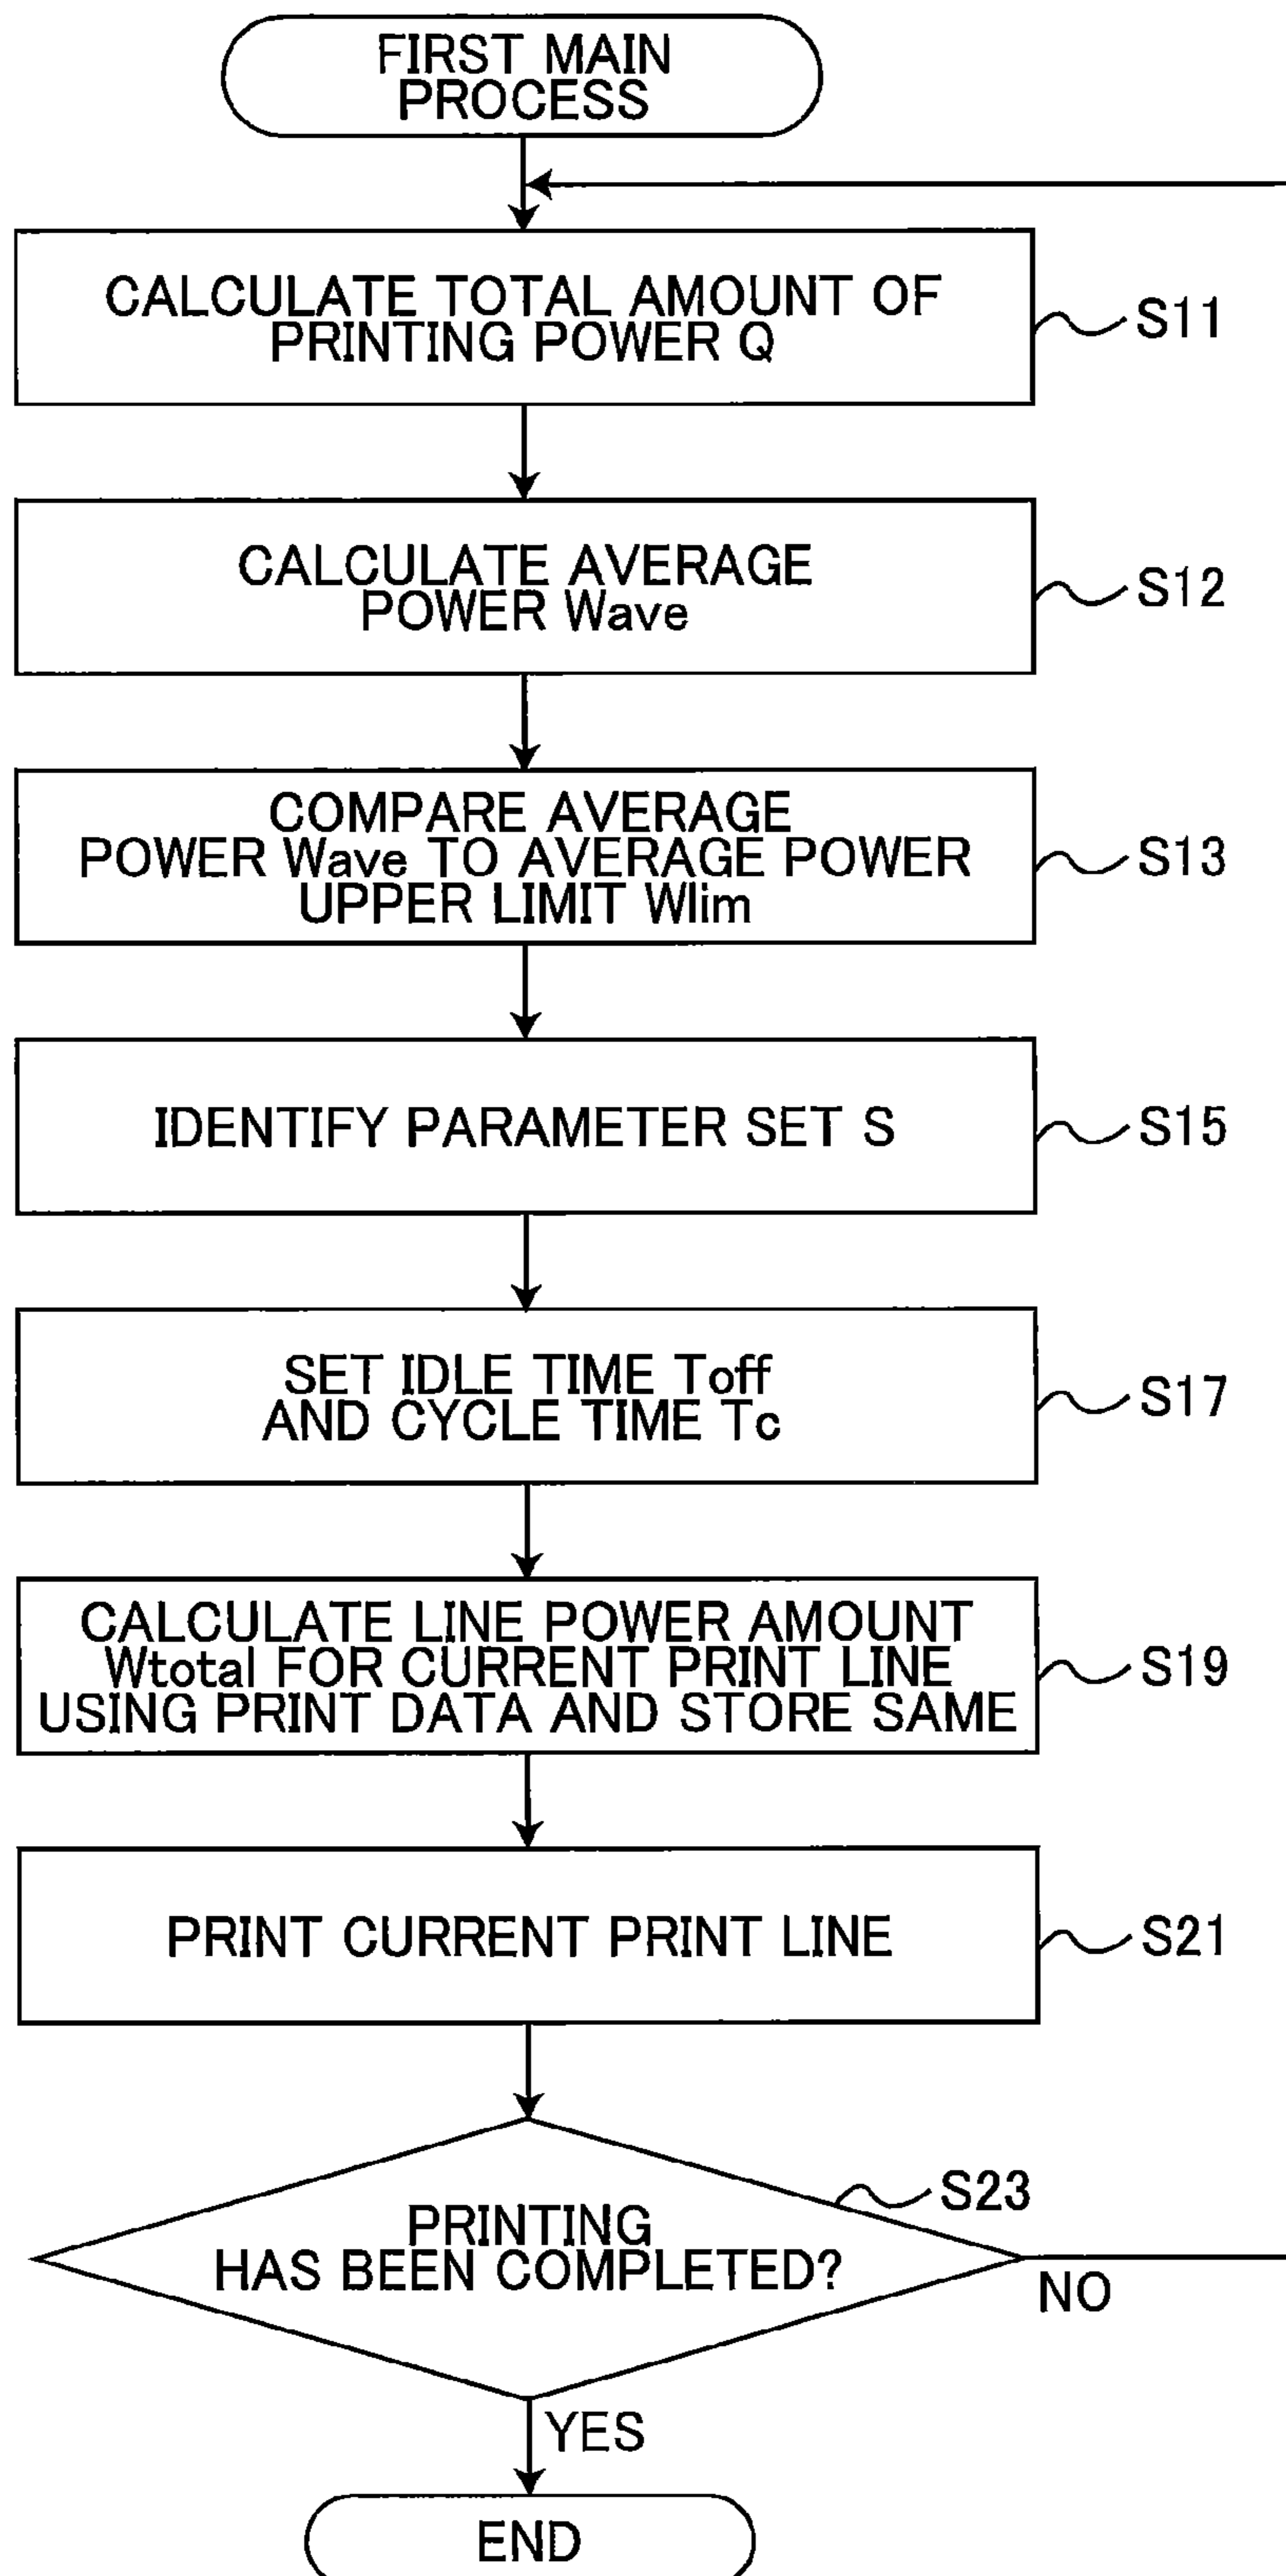 FIRST MAIN
PROCESS
CALCULATE TOTAL AMOUNT OF
PRINTING POWER Q
S11
CALCULATE AVERAGE
POWER Wave
S12
COMPARE AVERAGE
POWER Wave TO AVERAGE POWER
UPPER LIMIT Wlim
S13
IDENTIFY PARAMETER SET S
S15
SET IDLE TIME Toff
AND CYCLE TIME Tc
S17
CALCULATE LINE POWER AMOUNT
Wtotal FOR CURRENT PRINT LINE
USING PRINT DATA AND STORE SAME
S19
PRINT CURRENT PRINT LINE
S21
S23
PRINTING
HAS BEEN COMPLETED?
NO
YES
END